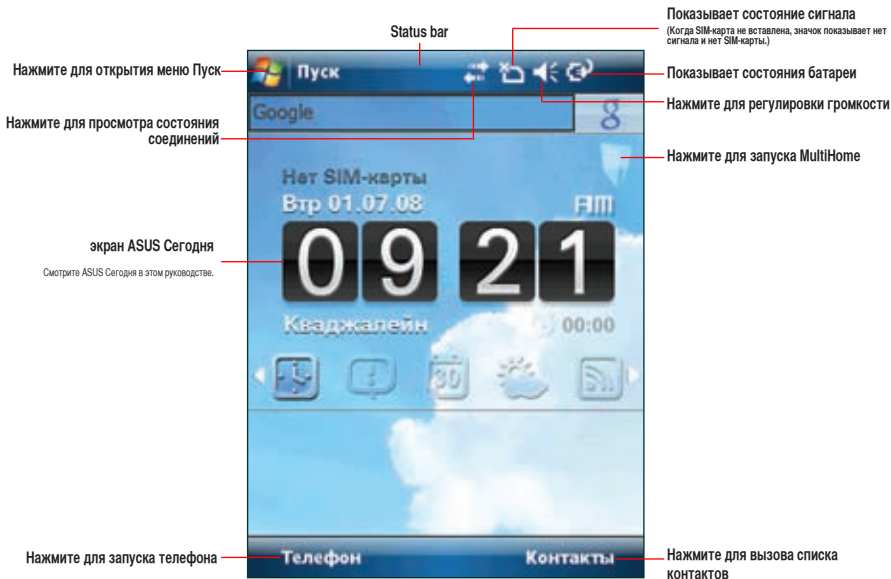 Status bar
Показывает состояние сигнала
(Когда SIM-карта не вставлена, значок показывает нет
сигнала и нет SIM-карты.)
Нажмите для открытия меню Пуск
Пуск
Показывает состояния батареи
Нажмите для регулировки громкости
Google
g
Нажмите для просмотра состояния
соединений
Нажмите для запуска MultiHome
Нет SIM-карты
Втр 01.07.08
AM
09 21
экран ASUS Сегодня
Смотрите ASUS Сегодня в этом руководстве.
Кваджалейн
00:00
30
Нажмите для запуска телефона
Телефон
Контакты
Нажмите для вызова списка
контактов